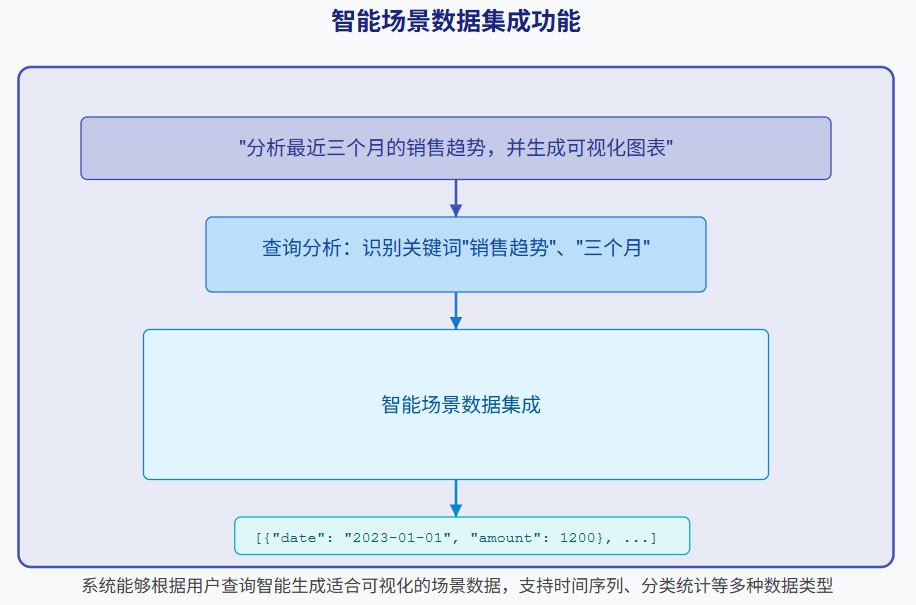 智能场景数据集成功能
"分析最近三个月的销售趋势，并生成可视化图表"
查询分析：识别关键词"销售趋势"、"三个月"
智能场景数据集成
[{"date": "2023-01-01", "amount": 1200}, ...]
系统能够根据用户查询智能生成适合可视化的场景数据，支持时间序列、分类统计等多种数据类型